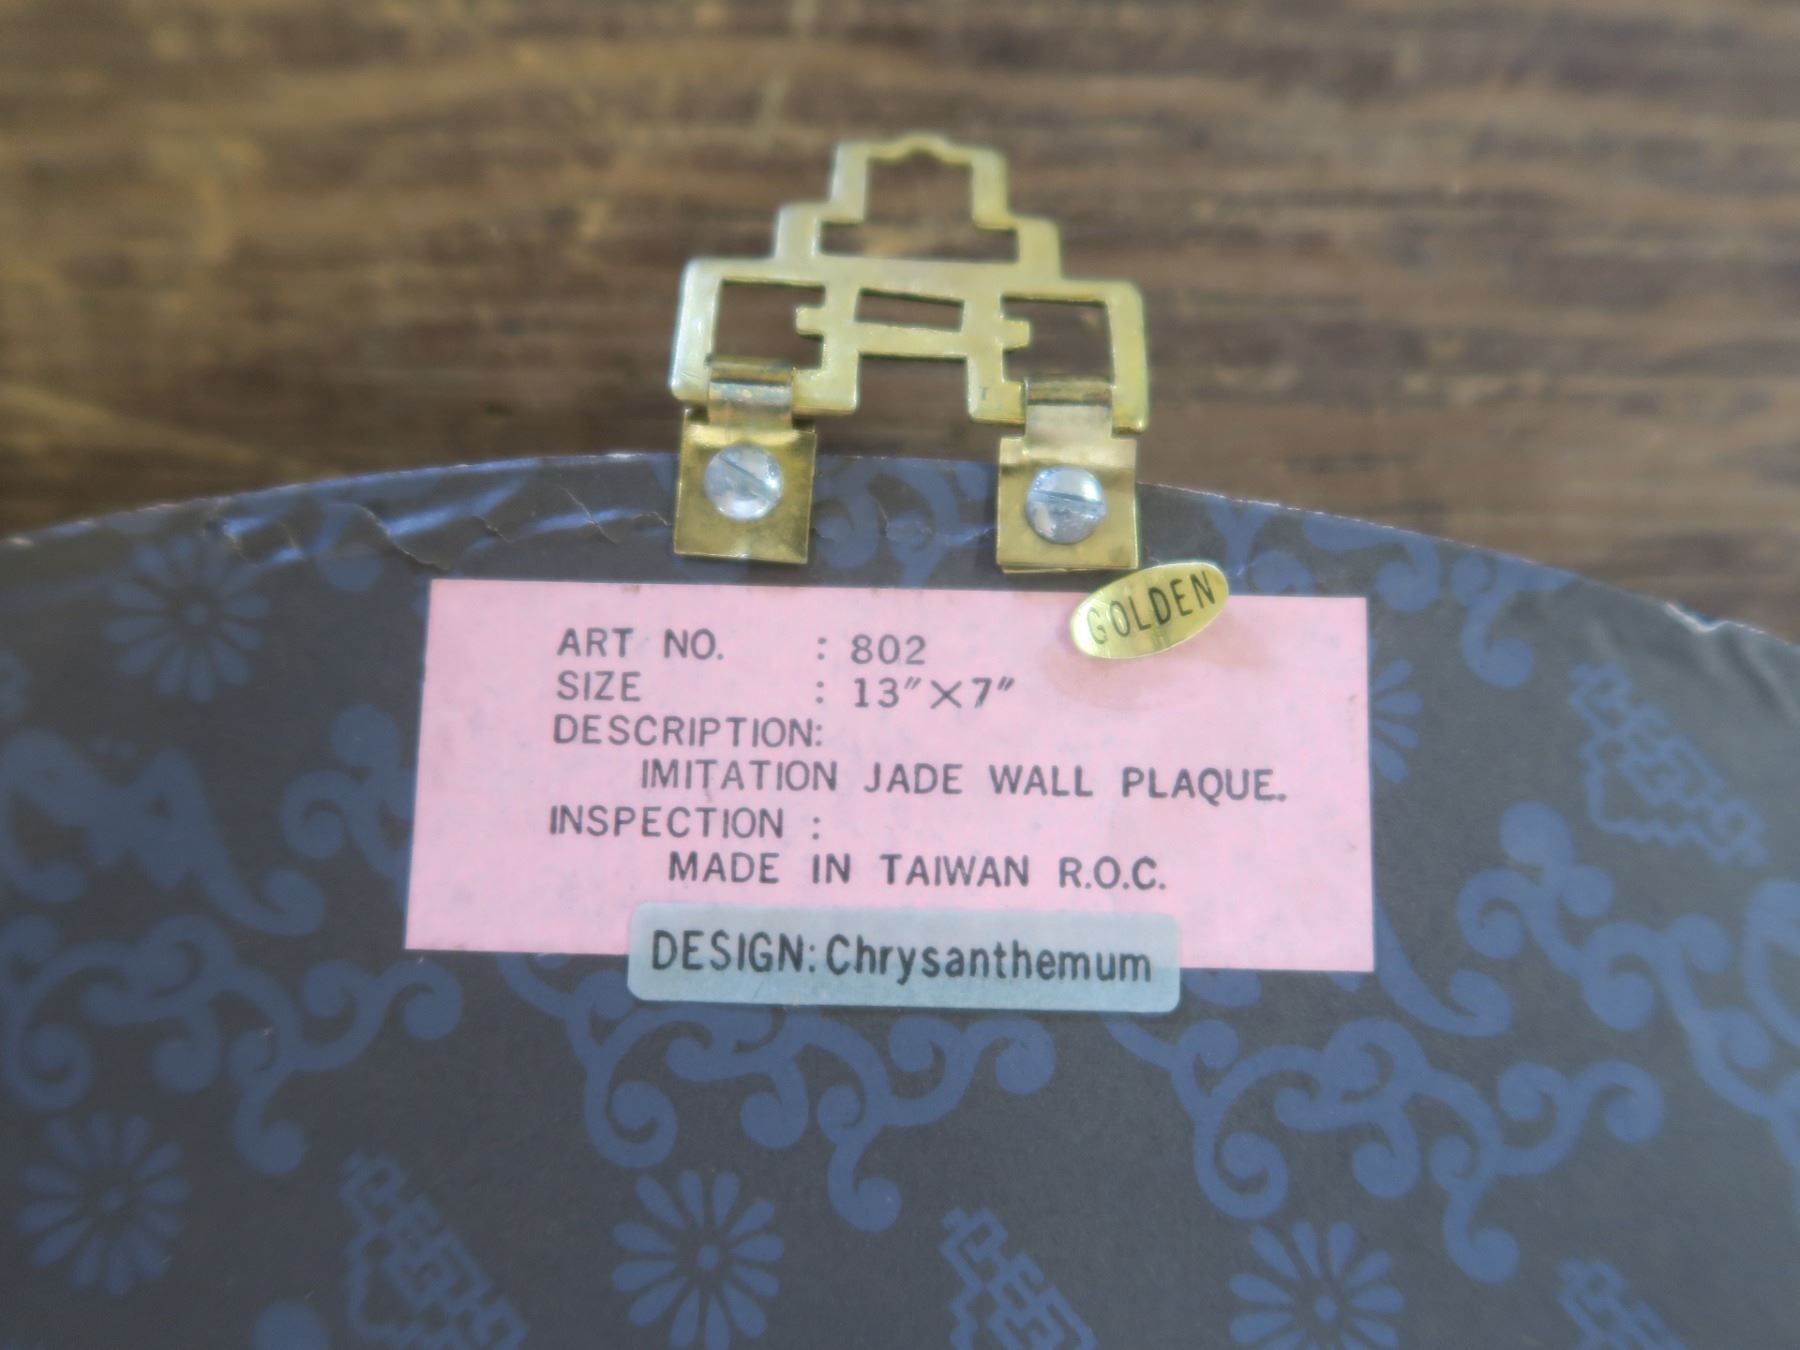 GOLDEN
ART NO. : 802
SIZE : 13"×7"
DESCRIPTION:
IMITATION JADE WALL PLAQUE.
INSPECTION :
MADE IN TAIWAN R.O.C.
DESIGN: Chrysanthemum